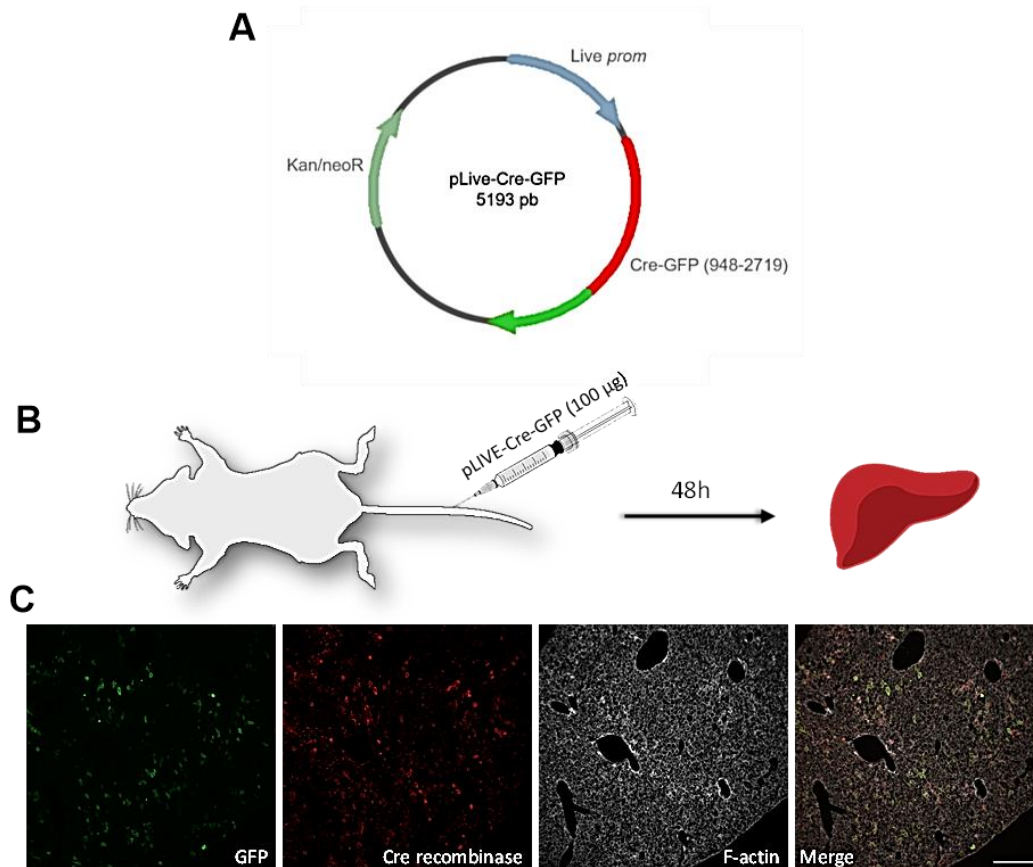 A
Live prom
Kan/neoR
pLive-Cre-GFP
5193 pb
Cre-GFP (948-2719)
B
pLIVE-Cre-GFP (100 µg)
48h
C
GFP
Cre recombinase
F-actin
Merge